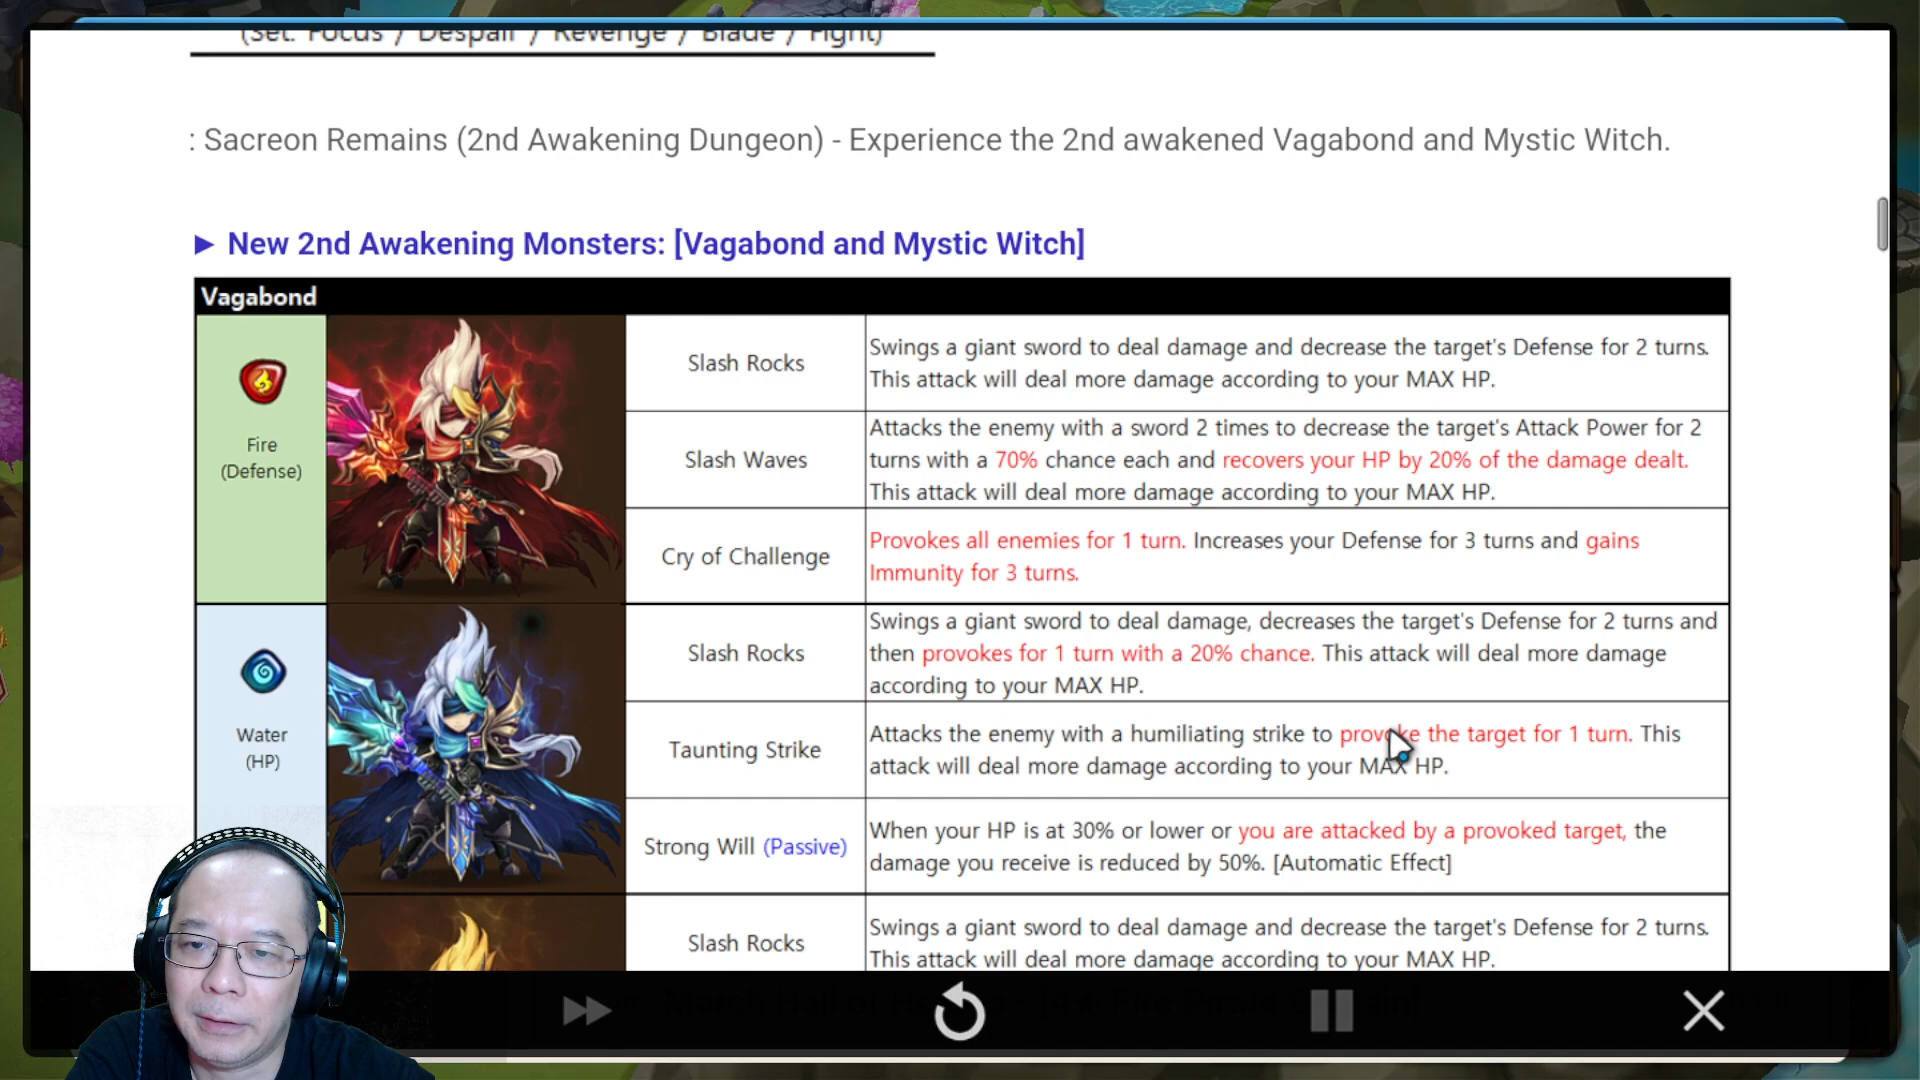 (Set: Focus / Despair / Revenge / Blade / Fight)
: Sacreon Remains (2nd Awakening Dungeon) - Experience the 2nd awakened Vagabond and Mystic Witch.
► New 2nd Awakening Monsters: [Vagabond and Mystic Witch]
Vagabond
Fire
(Defense)
Slash Rocks
Swings a giant sword to deal damage and decrease the target's Defense for 2 turns.
This attack will deal more damage according to your MAX HP.
Slash Waves
Attacks the enemy with a sword 2 times to decrease the target's Attack Power for 2
turns with a 70% chance each and recovers your HP by 20% of the damage dealt.
This attack will deal more damage according to your MAX HP.
Cry of Challenge
Provokes all enemies for 1 turn. Increases your Defense for 3 turns and gains
Immunity for 3 turns.
Water
(HP)
Slash Rocks
Swings a giant sword to deal damage, decreases the target's Defense for 2 turns and
then provokes for 1 turn with a 20% chance. This attack will deal more damage
according to your MAX HP.
Taunting Strike
Attacks the enemy with a humiliating strike to provoke the target for 1 turn. This
attack will deal more damage according to your MAX HP.
Strong Will (Passive)
When your HP is at 30% or lower or you are attacked by a provoked target, the
damage you receive is reduced by 50%. [Automatic Effect]
Slash Rocks
Swings a giant sword to deal damage and decrease the target's Defense for 2 turns.
This attack will deal more damage according to your MAX HP.